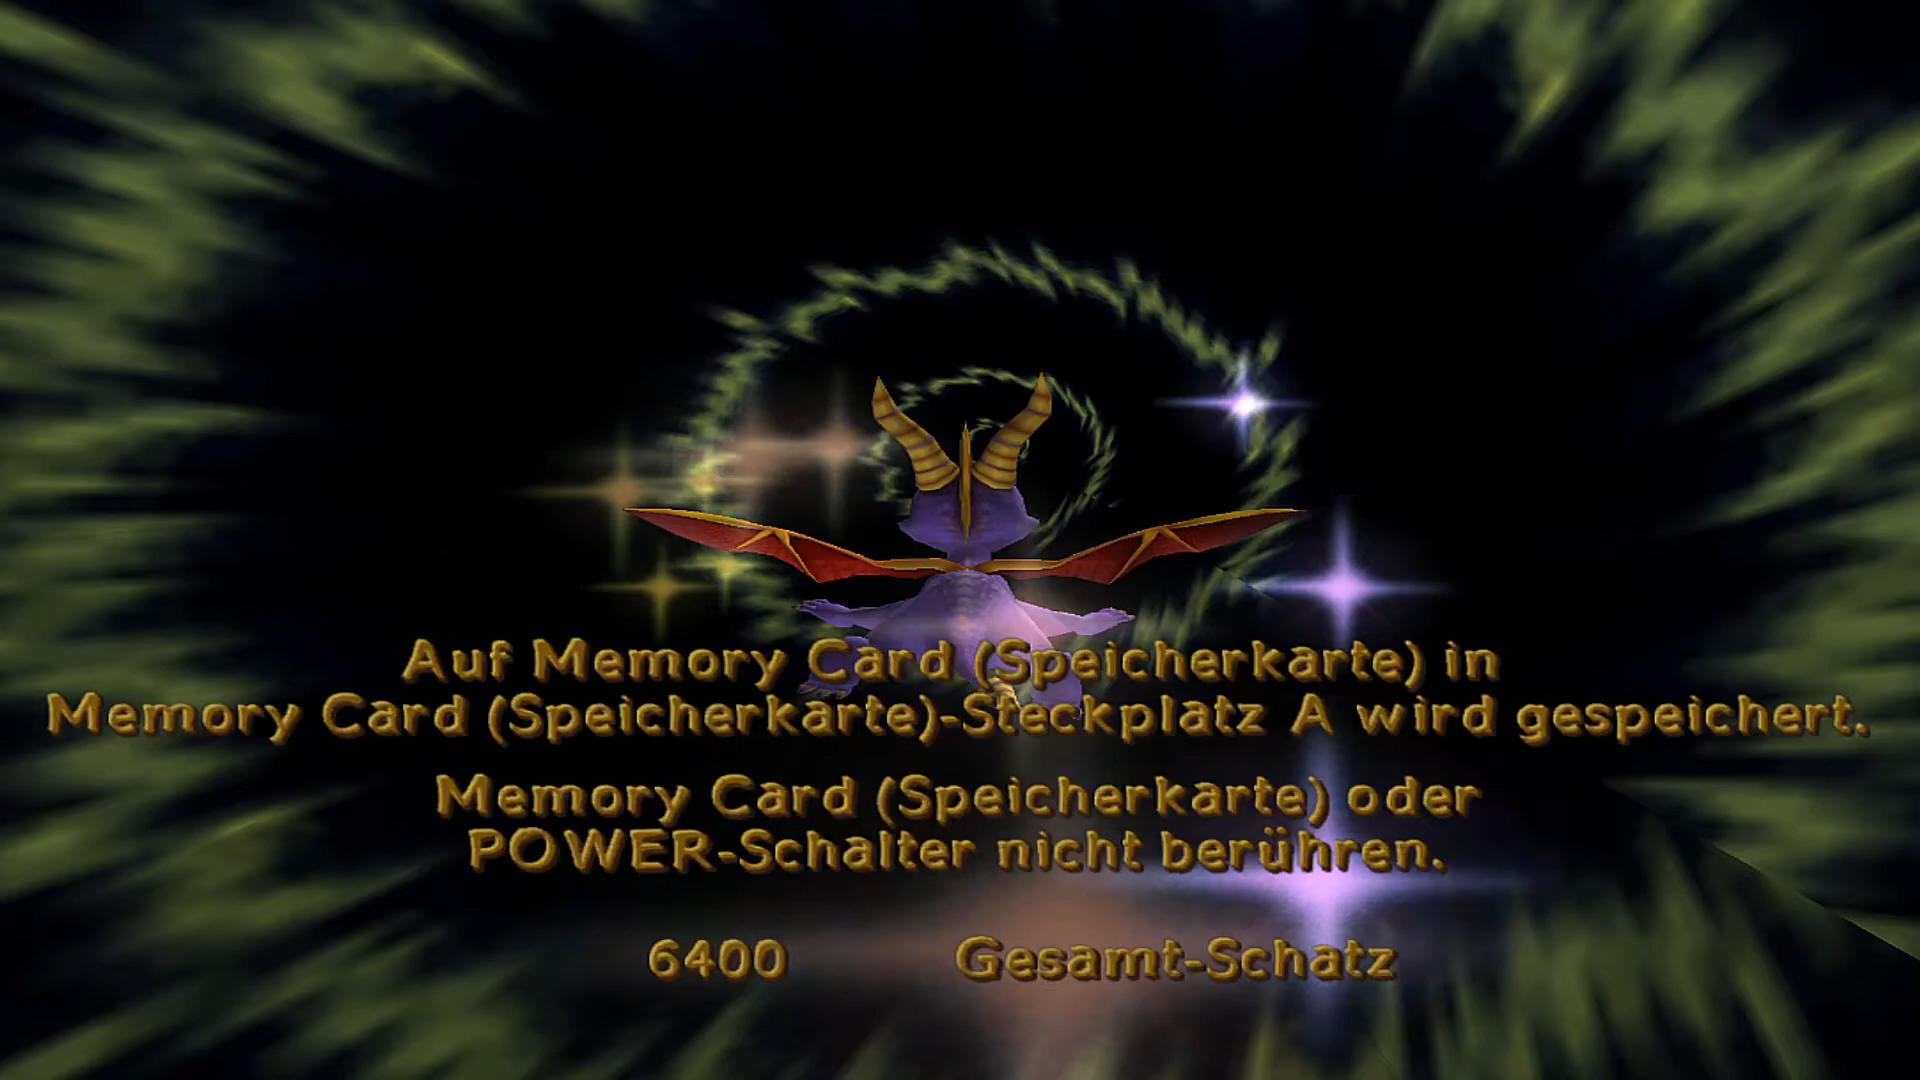 Auf Memory Card (Speicherkarte) in
Memory Card (Speicherkarte)-Steckplatz A wird gespeichert.
Memory Card (Speicherkarte) oder
POWER-Schalter nicht berühren.
6400 Gesamt-Schatz